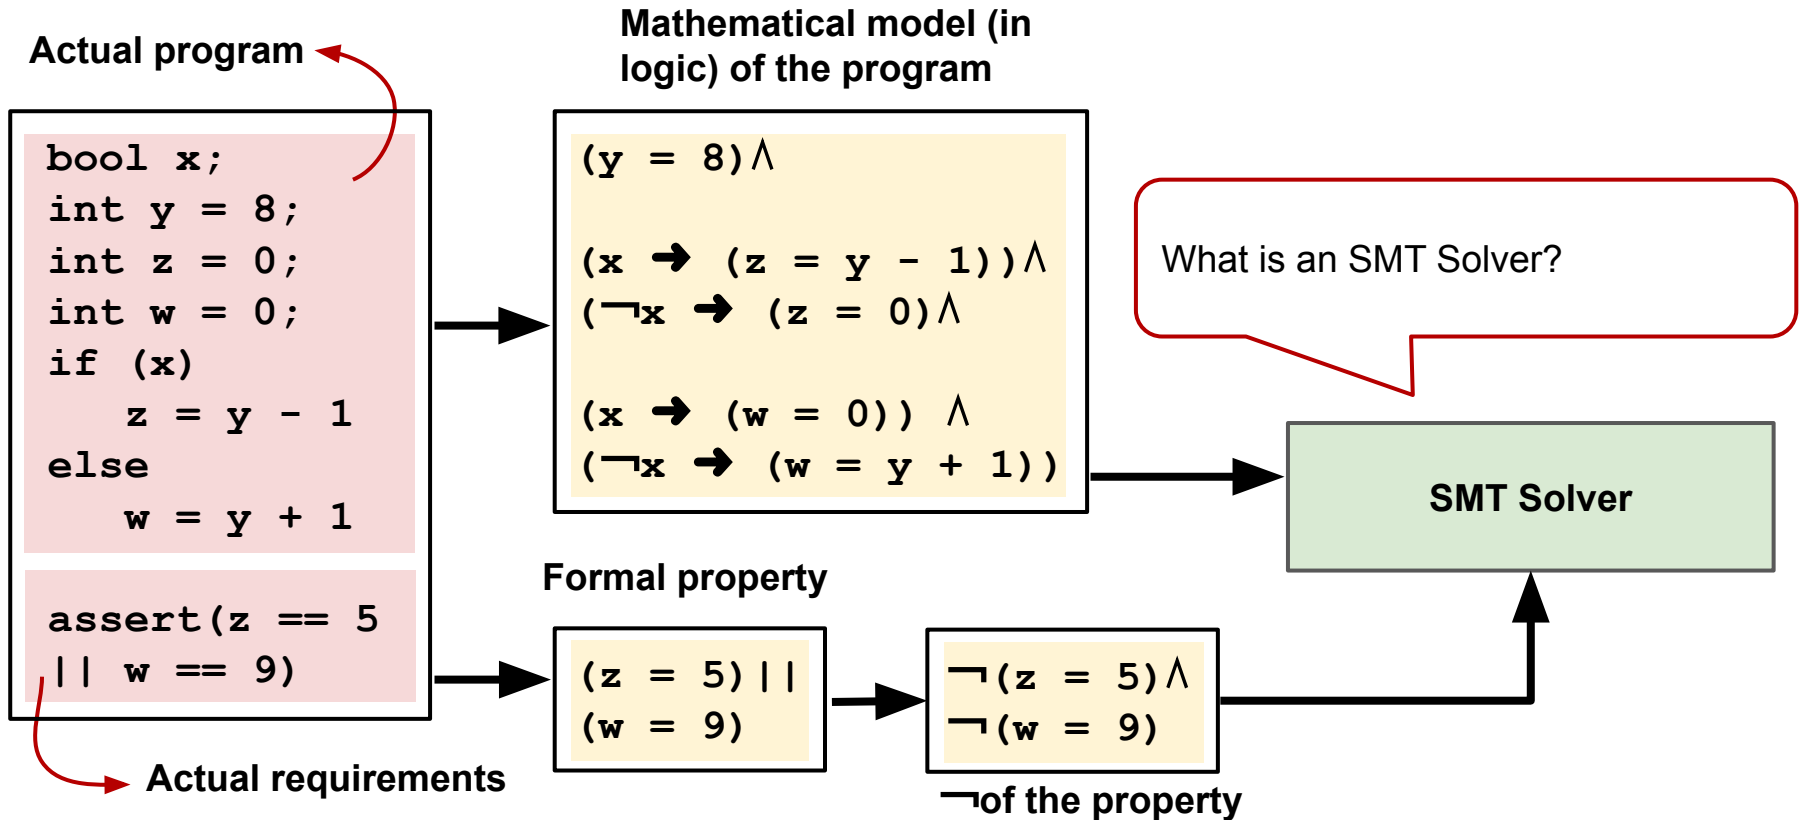 Actual program
bool x;
int y = 8;
int z = 0;
int w = 0;
if (x)
   z = y - 1
else
   w = y + 1
assert(z == 5
|| w == 9)
Actual requirements
Mathematical model (in
logic) of the program
(y = 8)∧
(x ➔ (z = y - 1))∧
(¬x ➔ (z = 0)∧
(x ➔ (w = 0)) ∧
(¬x ➔ (w = y + 1))
Formal property
(z = 5)||
(w = 9)
¬(z = 5)∧
¬(w = 9)
¬of the property
What is an SMT Solver?
SMT Solver